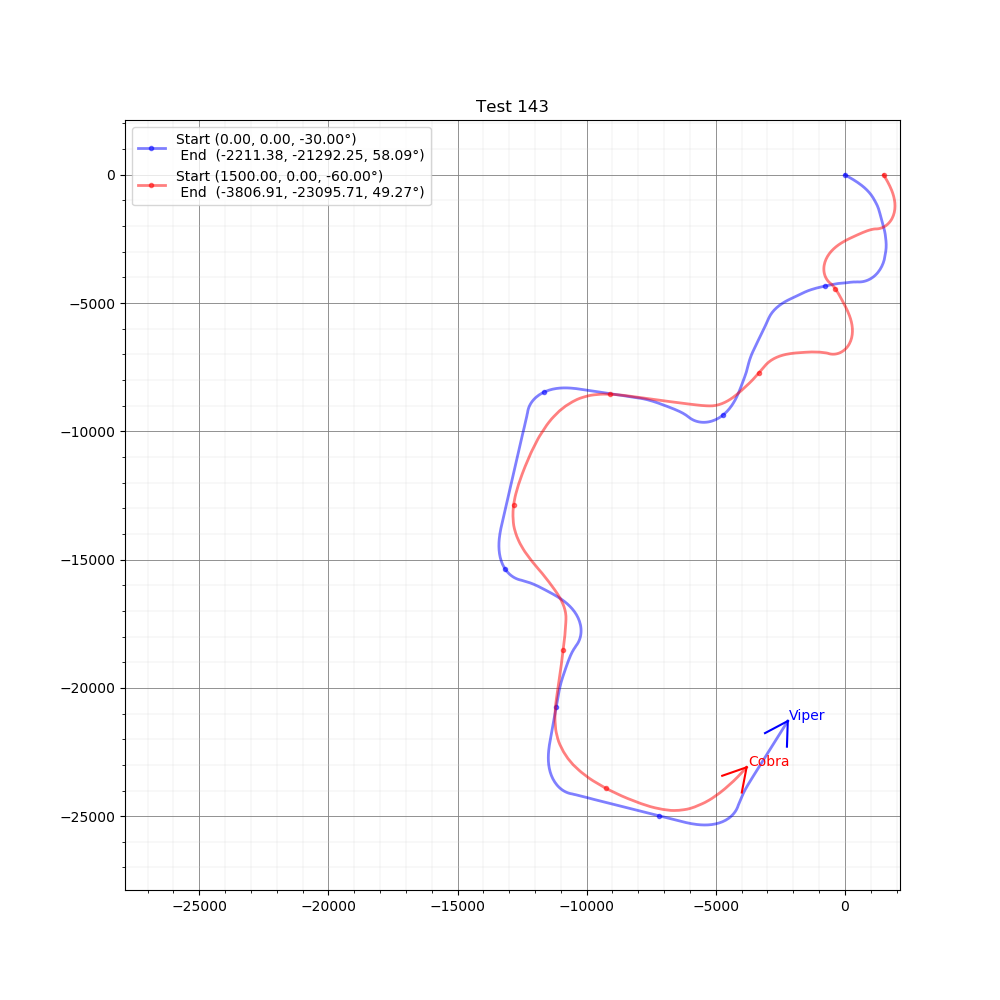 Test 143
Start (0.00, 0.00, -30.00°)
End  (-2211.38, -21292.25, 58.09°)
Start (1500.00, 0.00, -60.00°)
End  (-3806.91, -23095.71, 49.27°)
0
−5000
−10000
−15000
−20000
−25000
Viper
Cobra
−25000
−20000
−15000
−10000
−5000
0